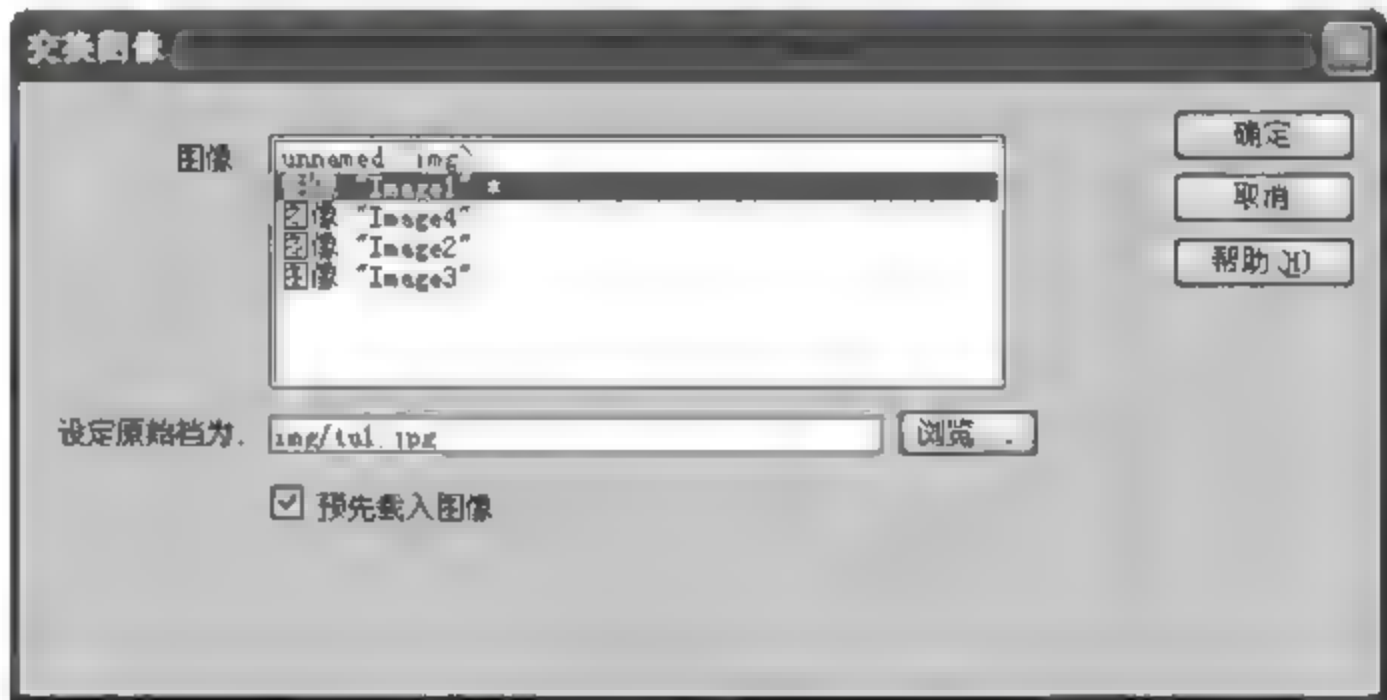 交换图像
图像
unnamed img>
"Image1" *
图像 "Image4"
图像 "Image2"
图像 "Image3"
设定原始档为:
img/tu1.jpg
浏览...
预先载入图像
确定
取消
帮助(H)